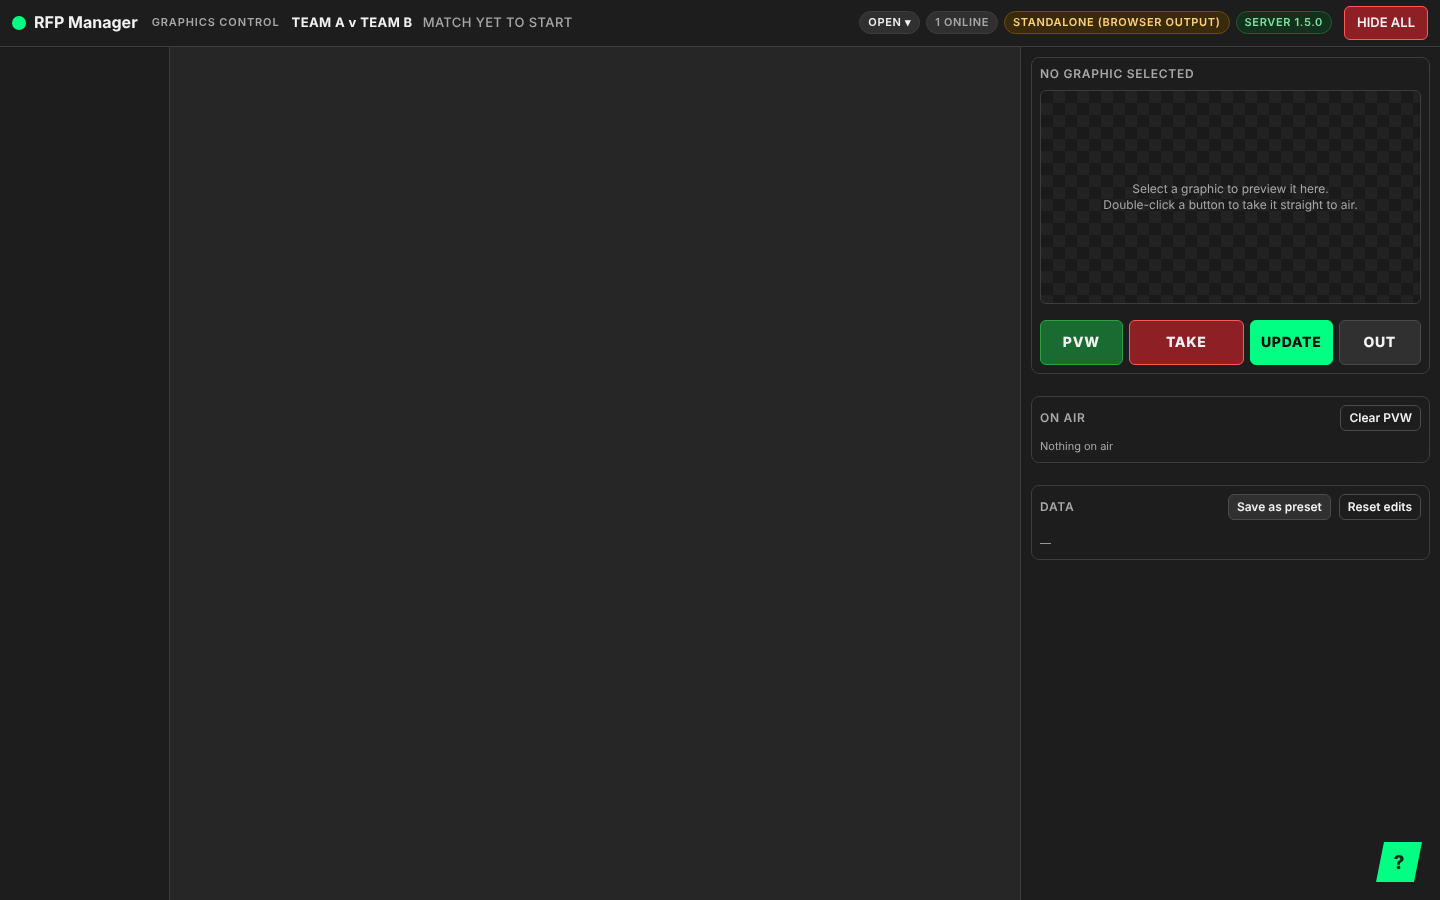 RFP Manager GRAPHICS CONTROL TEAM A v TEAM B MATCH YET TO START OPEN ▾ 1 ONLINE STANDALONE (BROWSER OUTPUT) SERVER 1.5.0 HIDE ALL
NO GRAPHIC SELECTED
Select a graphic to preview it here.
Double-click a button to take it straight to air.
PVW TAKE UPDATE OUT
ON AIR Clear PVW
Nothing on air
DATA Save as preset Reset edits
—
?